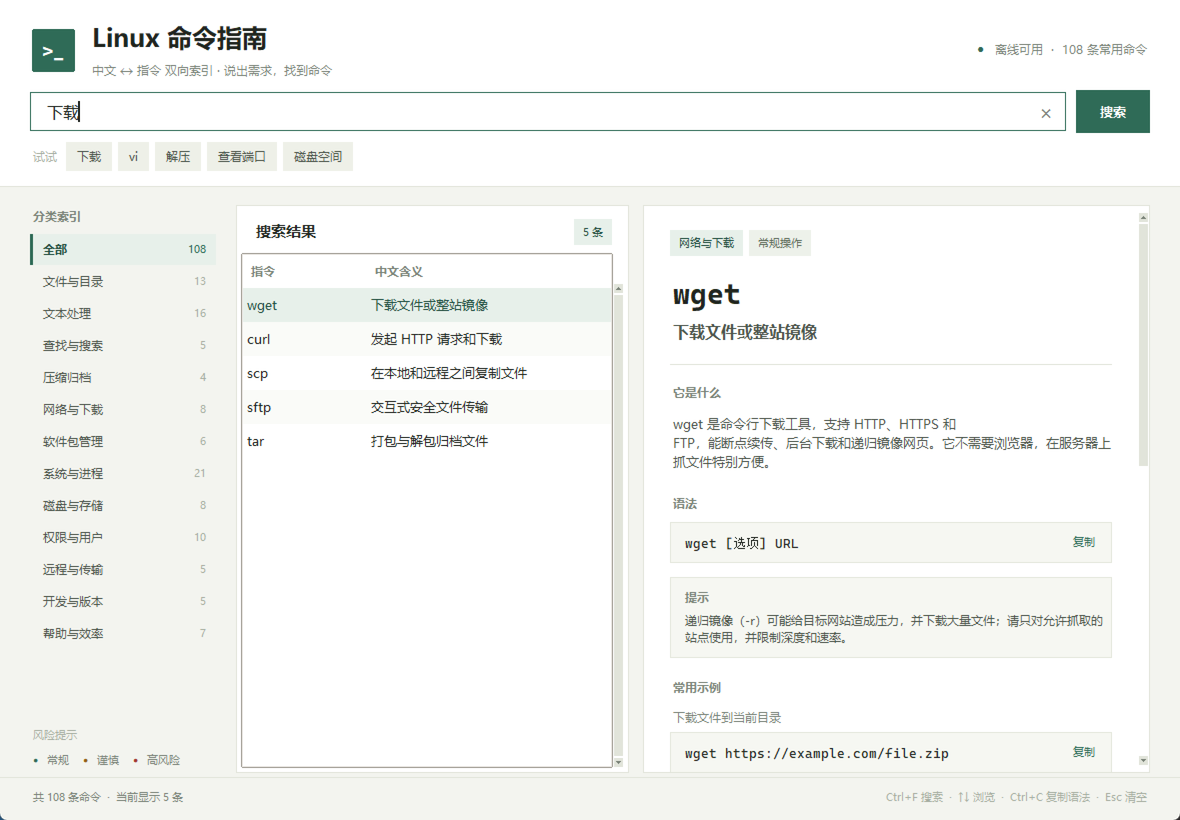 >_
Linux 命令指南
中文 ↔ 指令 双向索引 · 说出需求，找到命令
● 离线可用 · 108 条常用命令
下载
×
搜索
试试 下载 vi 解压 查看端口 磁盘空间
分类索引
全部 108
文件与目录 13
文本处理 16
查找与搜索 5
压缩归档 4
网络与下载 8
软件包管理 6
系统与进程 21
磁盘与存储 8
权限与用户 10
远程与传输 5
开发与版本 5
帮助与效率 7
风险提示
● 常规 ● 谨慎 ● 高风险
搜索结果 5 条
指令 中文含义
wget 下载文件或整站镜像
curl 发起 HTTP 请求和下载
scp 在本地和远程之间复制文件
sftp 交互式安全文件传输
tar 打包与解包归档文件
网络与下载 常规操作
wget
下载文件或整站镜像
它是什么
wget 是命令行下载工具，支持 HTTP、HTTPS 和
FTP，能断点续传、后台下载和递归镜像网页。它不需要浏览器，在服务器上
抓文件特别方便。
语法
wget [选项] URL 复制
提示
递归镜像（-r）可能给目标网站造成压力，并下载大量文件；请只对允许抓取的
站点使用，并限制深度和速率。
常用示例
下载文件到当前目录
wget https://example.com/file.zip 复制
共 108 条命令 · 当前显示 5 条
Ctrl+F 搜索 · ↑↓ 浏览 · Ctrl+C 复制语法 · Esc 清空